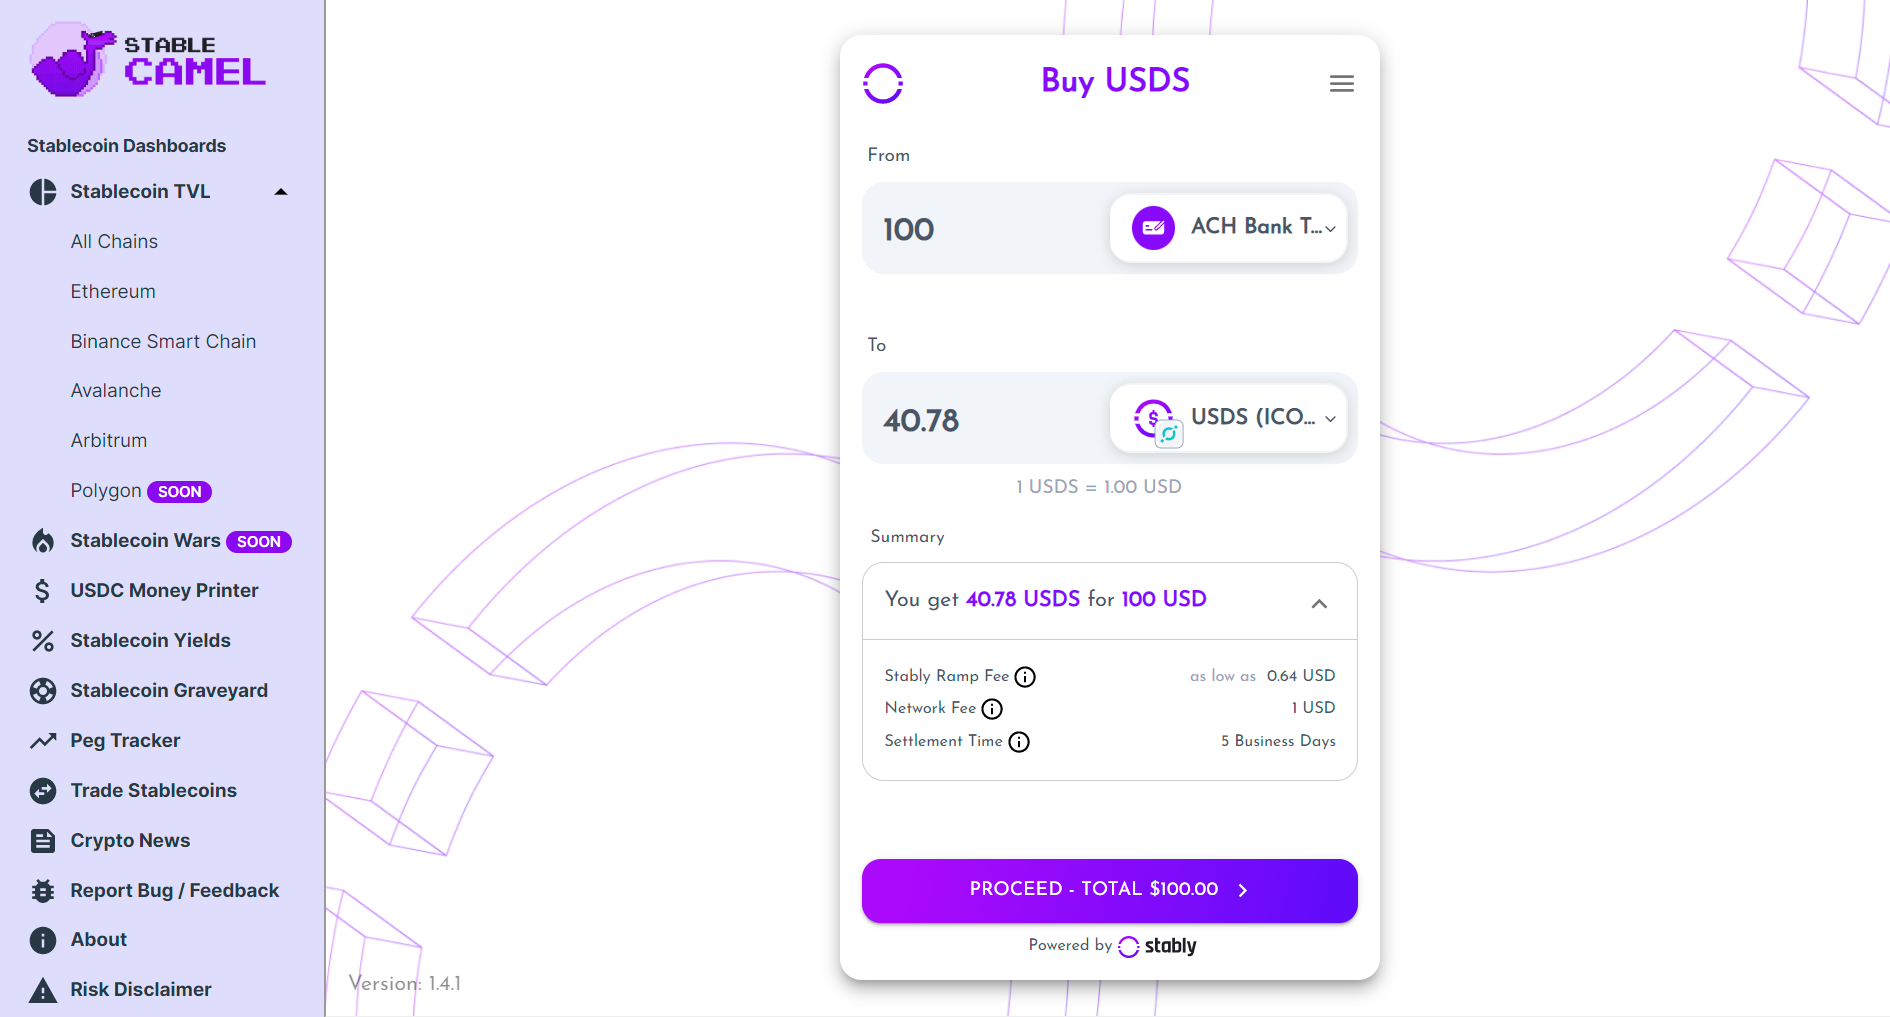 STABLE
CAMEL
Stablecoin Dashboards
Stablecoin TVL
All Chains
Ethereum
Binance Smart Chain
Avalanche
Arbitrum
Polygon SOON
Stablecoin Wars SOON
USDC Money Printer
Stablecoin Yields
Stablecoin Graveyard
Peg Tracker
Trade Stablecoins
Crypto News
Report Bug / Feedback
About
Risk Disclaimer
Buy USDS
From
100 ACH Bank T...
To
40.78 USDS (ICO...
1 USDS = 1.00 USD
Summary
You get 40.78 USDS for 100 USD
Stably Ramp Fee as low as 0.64 USD
Network Fee 1 USD
Settlement Time 5 Business Days
PROCEED - TOTAL $100.00
Powered by stably
Version: 1.4.1